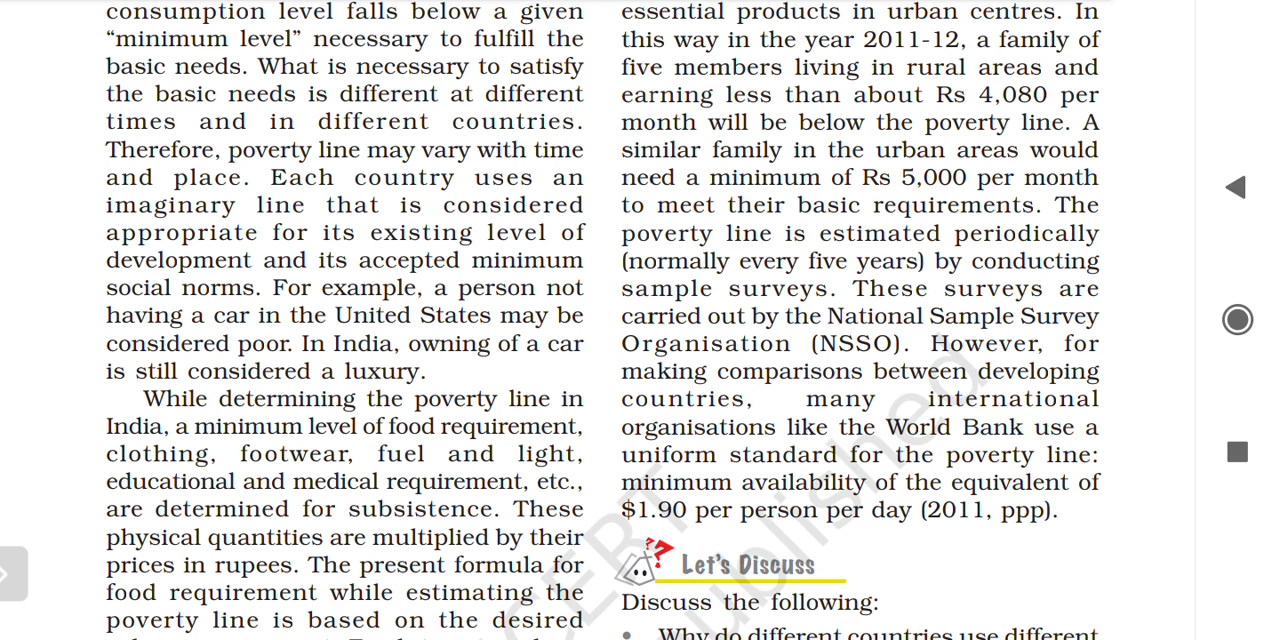 consumption level falls below a given
“minimum level” necessary to fulfill the
basic needs. What is necessary to satisfy
the basic needs is different at different
times and in different countries.
Therefore, poverty line may vary with time
and place. Each country uses an
imaginary line that is considered
appropriate for its existing level of
development and its accepted minimum
social norms. For example, a person not
having a car in the United States may be
considered poor. In India, owning of a car
is still considered a luxury.
While determining the poverty line in
India, a minimum level of food requirement,
clothing, footwear, fuel and light,
educational and medical requirement, etc.,
are determined for subsistence. These
physical quantities are multiplied by their
prices in rupees. The present formula for
food requirement while estimating the
poverty line is based on the desired
essential products in urban centres. In
this way in the year 2011-12, a family of
five members living in rural areas and
earning less than about Rs 4,080 per
month will be below the poverty line. A
similar family in the urban areas would
need a minimum of Rs 5,000 per month
to meet their basic requirements. The
poverty line is estimated periodically
(normally every five years) by conducting
sample surveys. These surveys are
carried out by the National Sample Survey
Organisation (NSSO). However, for
making comparisons between developing
countries, many international
organisations like the World Bank use a
uniform standard for the poverty line:
minimum availability of the equivalent of
$1.90 per person per day (2011, ppp).
Let's Discuss
Discuss the following:
• Why do different countries use different